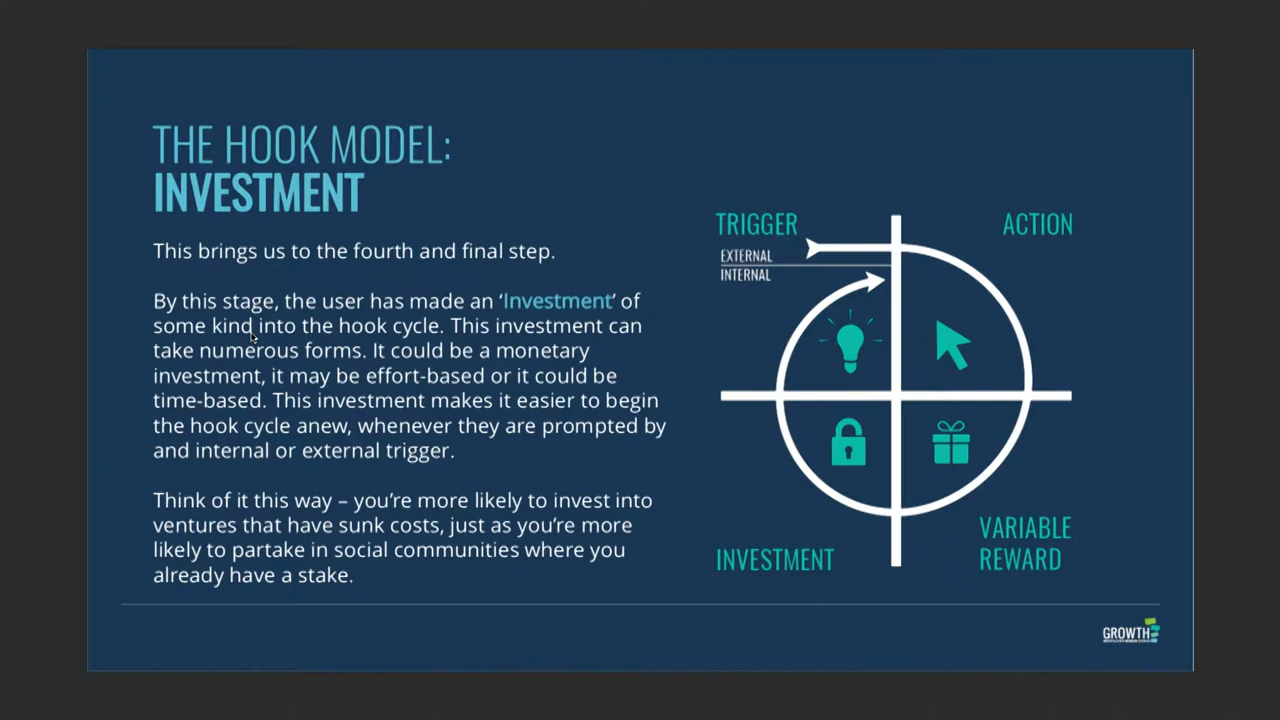 THE HOOK MODEL:
INVESTMENT
This brings us to the fourth and final step.
By this stage, the user has made an ‘Investment’ of
some kind into the hook cycle. This investment can
take numerous forms. It could be a monetary
investment, it may be effort-based or it could be
time-based. This investment makes it easier to begin
the hook cycle anew, whenever they are prompted by
and internal or external trigger.
Think of it this way – you’re more likely to invest into
ventures that have sunk costs, just as you’re more
likely to partake in social communities where you
already have a stake.
TRIGGER
EXTERNAL
INTERNAL
ACTION
INVESTMENT
VARIABLE
REWARD
GROWTH